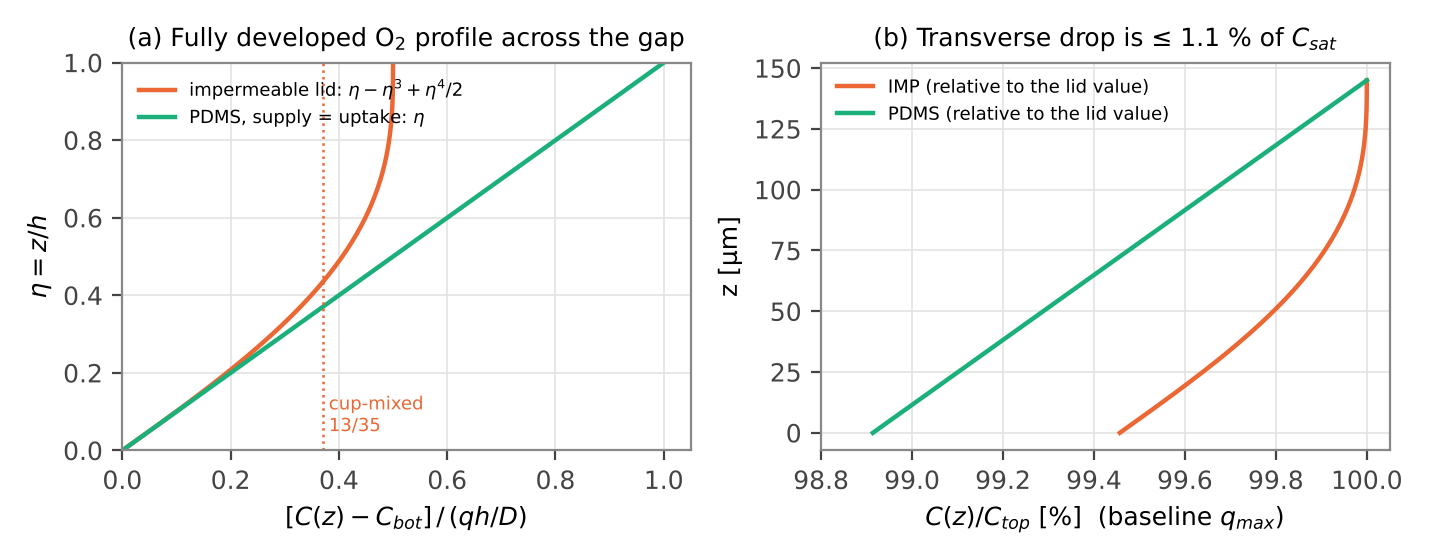 (a) Fully developed O₂ profile across the gap
impermeable lid: η − η³ + η⁴/2
PDMS, supply = uptake: η
cup-mixed
13/35
η = z/h
1.0
0.8
0.6
0.4
0.2
0.0
0.0 0.2 0.4 0.6 0.8 1.0
[C(z) − C_bot] / (qh/D)
(b) Transverse drop is ≤ 1.1 % of C_sat
IMP (relative to the lid value)
PDMS (relative to the lid value)
z [µm]
150
125
100
75
50
25
0
98.8 99.0 99.2 99.4 99.6 99.8 100.0
C(z)/C_top [%] (baseline q_max)